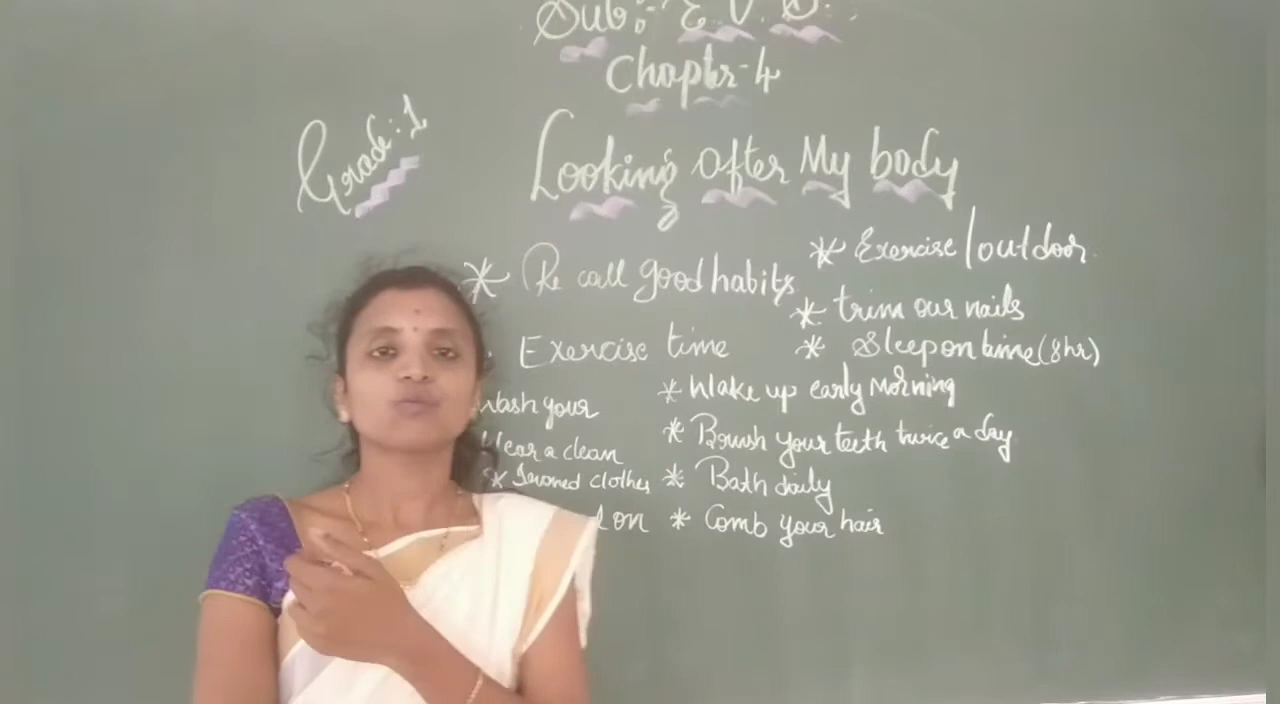 Sub:- E.V.S.
Chapter-4
Grade:1
Looking after My body
* Re call good habits
* Exercise/outdoor
* trim our nails
Exercise time
* Sleep on time (8hr)
wash your
* Wake up early Morning
Wear a clean
* Brush your teeth twice a day
* Ironed clothes
* Bath daily
on
* Comb your hair